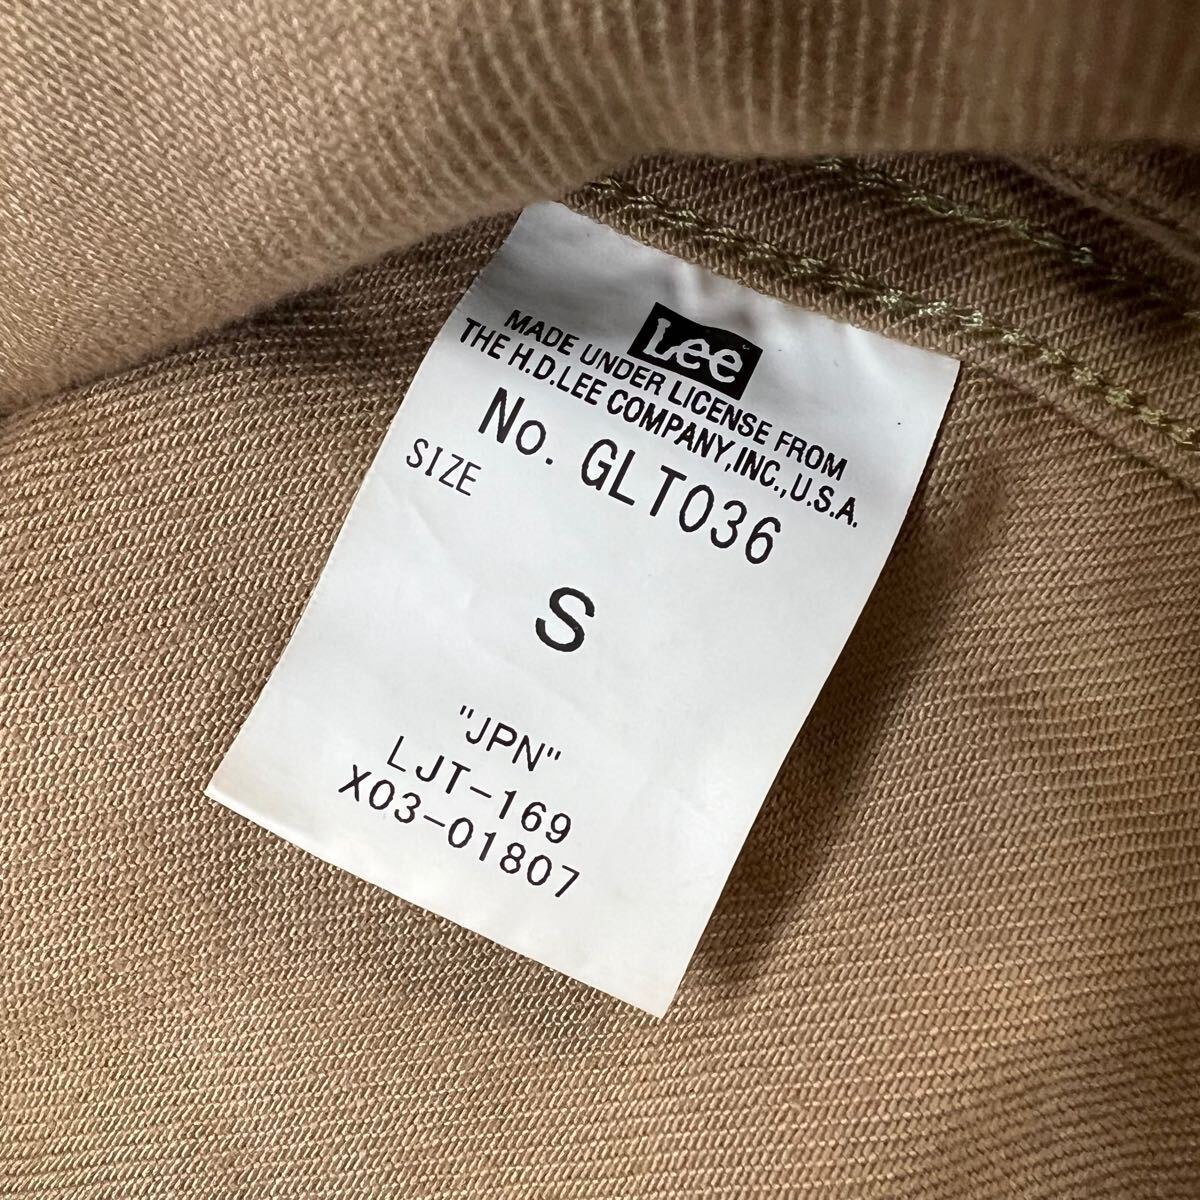 Lee
MADE UNDER LICENSE FROM
THE H.D.LEE COMPANY,INC.,U.S.A.
No. GLT036
SIZE
S
"JPN"
LJT-169
X03-01807